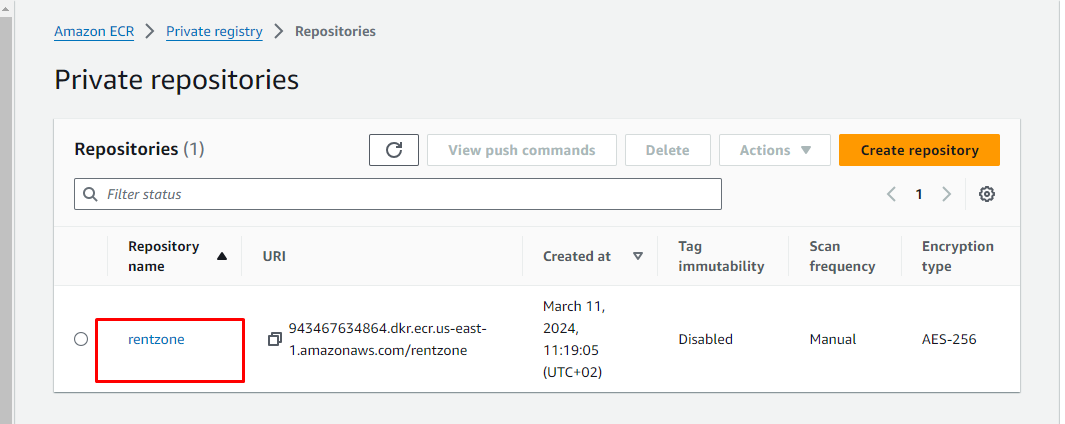 Amazon ECR > Private registry > Repositories
Private repositories
Repositories (1)
View push commands
Delete
Actions
Create repository
Filter status
1
Repository
name
URI
Created at
Tag
immutability
Scan
frequency
Encryption
type
rentzone
943467634864.dkr.ecr.us-east-
1.amazonaws.com/rentzone
March 11,
2024,
11:19:05
(UTC+02)
Disabled
Manual
AES-256